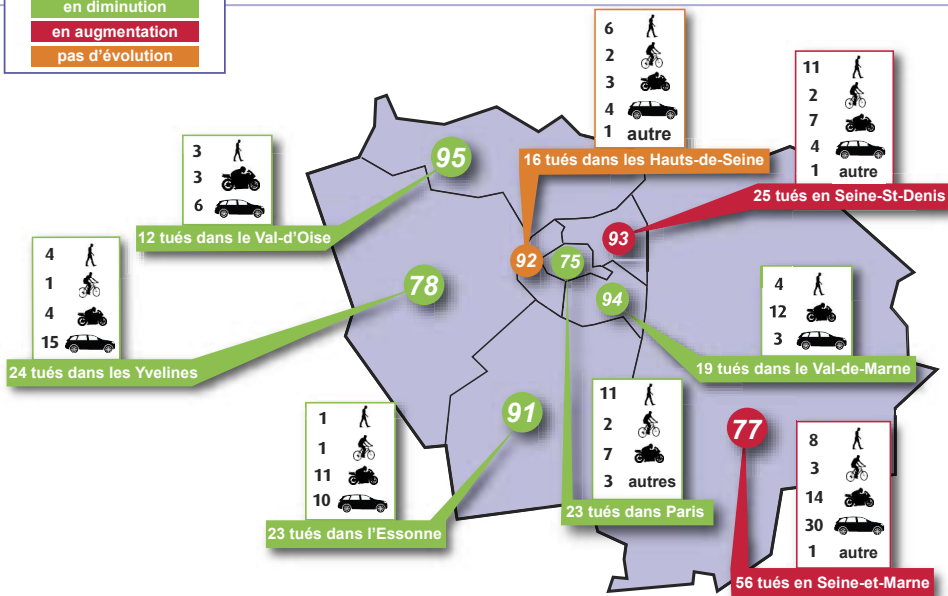 en diminution
en augmentation
pas d'évolution
6
2
3
4
1 autre
16 tués dans les Hauts-de-Seine
11
2
7
4
1 autre
25 tués en Seine-St-Denis
3
3
6
12 tués dans le Val-d'Oise
95
93
92
75
78
94
4
1
4
15
24 tués dans les Yvelines
4
12
3
19 tués dans le Val-de-Marne
91
77
1
1
11
10
23 tués dans l'Essonne
11
2
7
3 autres
23 tués dans Paris
8
3
14
30
1 autre
56 tués en Seine-et-Marne